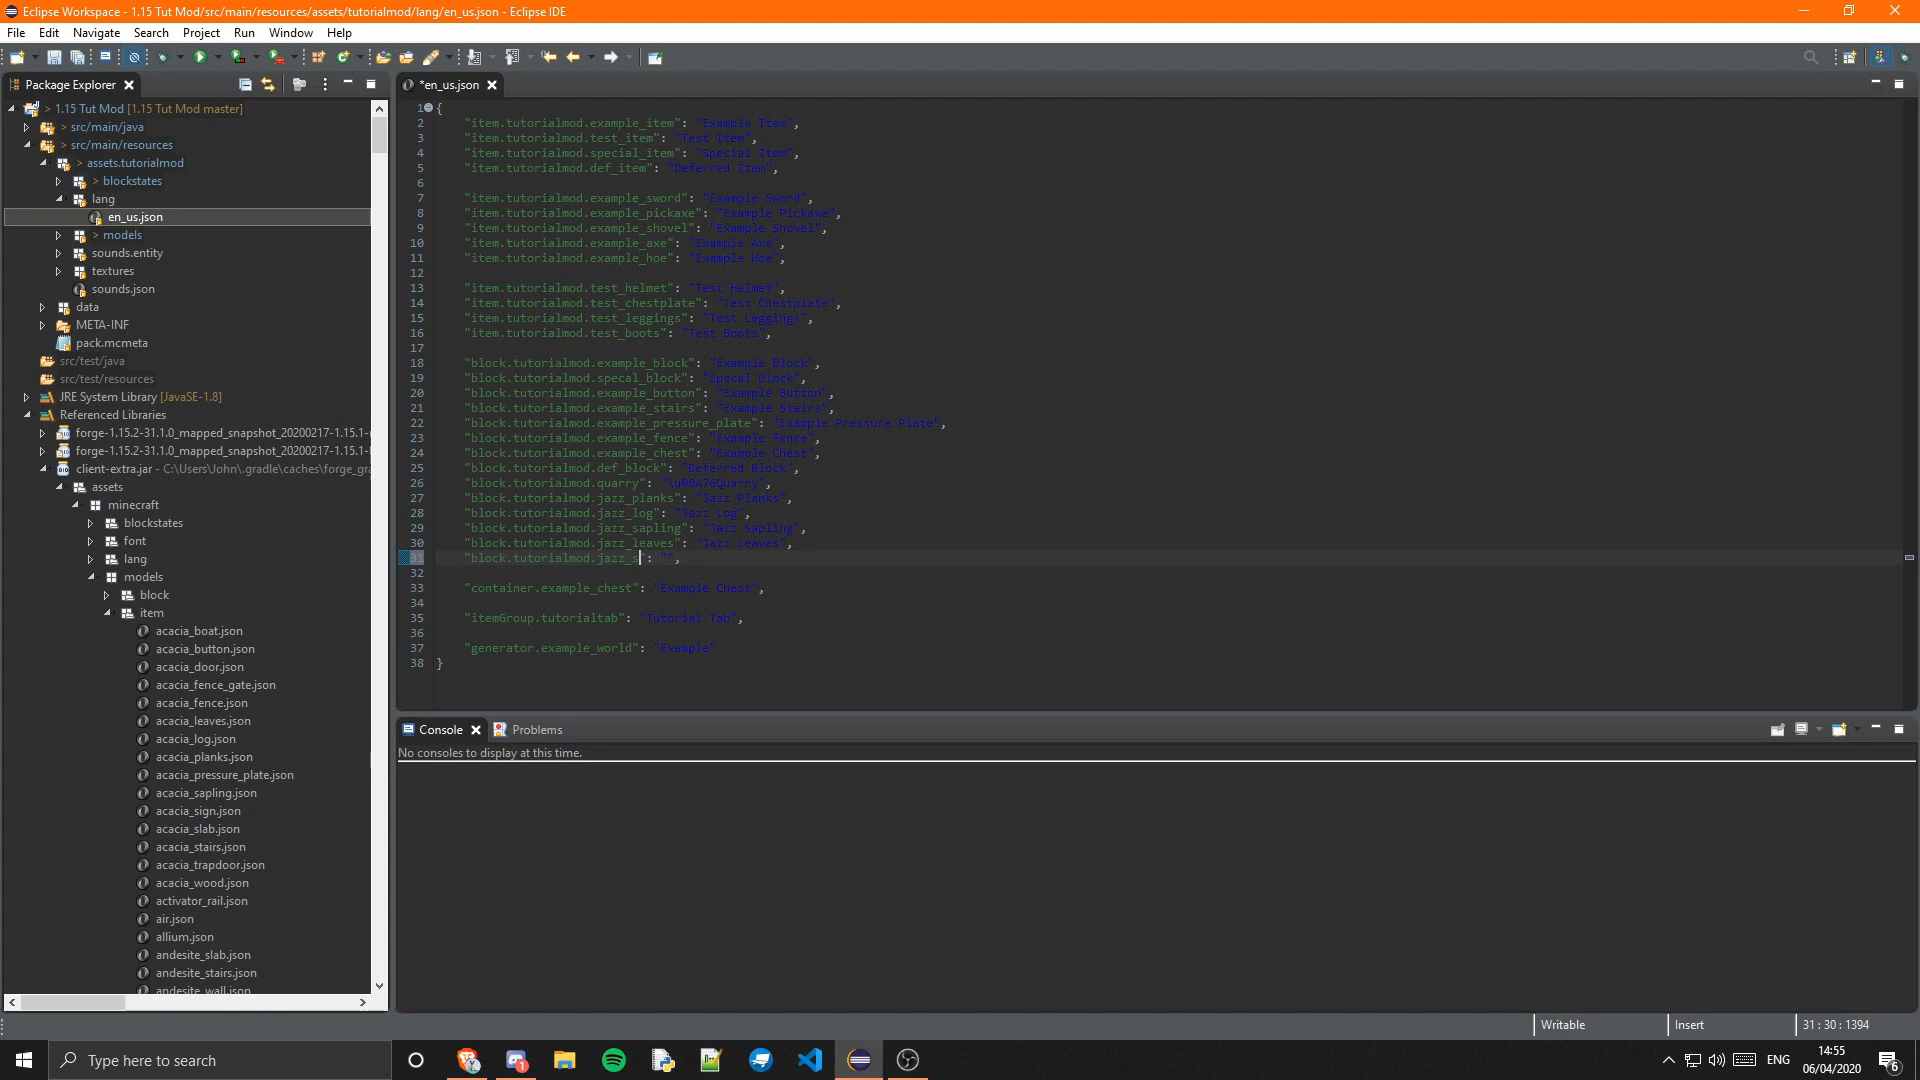 Eclipse Workspace - 1.15 Tut Mod/src/main/resources/assets/tutorialmod/lang/en_us.json - Eclipse IDE
File Edit Navigate Search Project Run Window Help
Package Explorer
> 1.15 Tut Mod [1.15 Tut Mod master]
> src/main/java
> src/main/resources
> assets.tutorialmod
> blockstates
lang
en_us.json
> models
sounds.entity
textures
sounds.json
data
META-INF
pack.mcmeta
src/test/java
src/test/resources
JRE System Library [JavaSE-1.8]
Referenced Libraries
forge-1.15.2-31.1.0_mapped_snapshot_20200217-1.15.1-
forge-1.15.2-31.1.0_mapped_snapshot_20200217-1.15.1-
client-extra.jar - C:\Users\John\.gradle\caches\forge_gra
assets
minecraft
blockstates
font
lang
models
block
item
acacia_boat.json
acacia_button.json
acacia_door.json
acacia_fence_gate.json
acacia_fence.json
acacia_leaves.json
acacia_log.json
acacia_planks.json
acacia_pressure_plate.json
acacia_sapling.json
acacia_sign.json
acacia_slab.json
acacia_stairs.json
acacia_trapdoor.json
acacia_wood.json
activator_rail.json
air.json
allium.json
andesite_slab.json
andesite_stairs.json
andesite_wall.json
*en_us.json
1 {
2 "item.tutorialmod.example_item": "Example Item",
3 "item.tutorialmod.test_item": "Test Item",
4 "item.tutorialmod.special_item": "Special Item",
5 "item.tutorialmod.def_item": "Deferred Item",
6
7 "item.tutorialmod.example_sword": "Example Sword",
8 "item.tutorialmod.example_pickaxe": "Example Pickaxe",
9 "item.tutorialmod.example_shovel": "Example Shovel",
10 "item.tutorialmod.example_axe": "Example Axe",
11 "item.tutorialmod.example_hoe": "Example Hoe",
12
13 "item.tutorialmod.test_helmet": "Test Helmet",
14 "item.tutorialmod.test_chestplate": "Test Chestplate",
15 "item.tutorialmod.test_leggings": "Test Leggings",
16 "item.tutorialmod.test_boots": "Test Boots",
17
18 "block.tutorialmod.example_block": "Example Block",
19 "block.tutorialmod.specal_block": "Specal Block",
20 "block.tutorialmod.example_button": "Example Button",
21 "block.tutorialmod.example_stairs": "Example Stairs",
22 "block.tutorialmod.example_pressure_plate": "Example Pressure Plate",
23 "block.tutorialmod.example_fence": "Example Fence",
24 "block.tutorialmod.example_chest": "Example Chest",
25 "block.tutorialmod.def_block": "Deferred Block",
26 "block.tutorialmod.quarry": "\u00A76Quarry",
27 "block.tutorialmod.jazz_planks": "Jazz Planks",
28 "block.tutorialmod.jazz_log": "Jazz Log",
29 "block.tutorialmod.jazz_sapling": "Jazz Sapling",
30 "block.tutorialmod.jazz_leaves": "Jazz Leaves",
31 "block.tutorialmod.jazz_s": "",
32
33 "container.example_chest": "Example Chest",
34
35 "itemGroup.tutorialtab": "Tutorial Tab",
36
37 "generator.example_world": "Example"
38 }
Console Problems
No consoles to display at this time.
Writable Insert 31 : 30 : 1394
Type here to search
1
ENG
14:55
06/04/2020
6